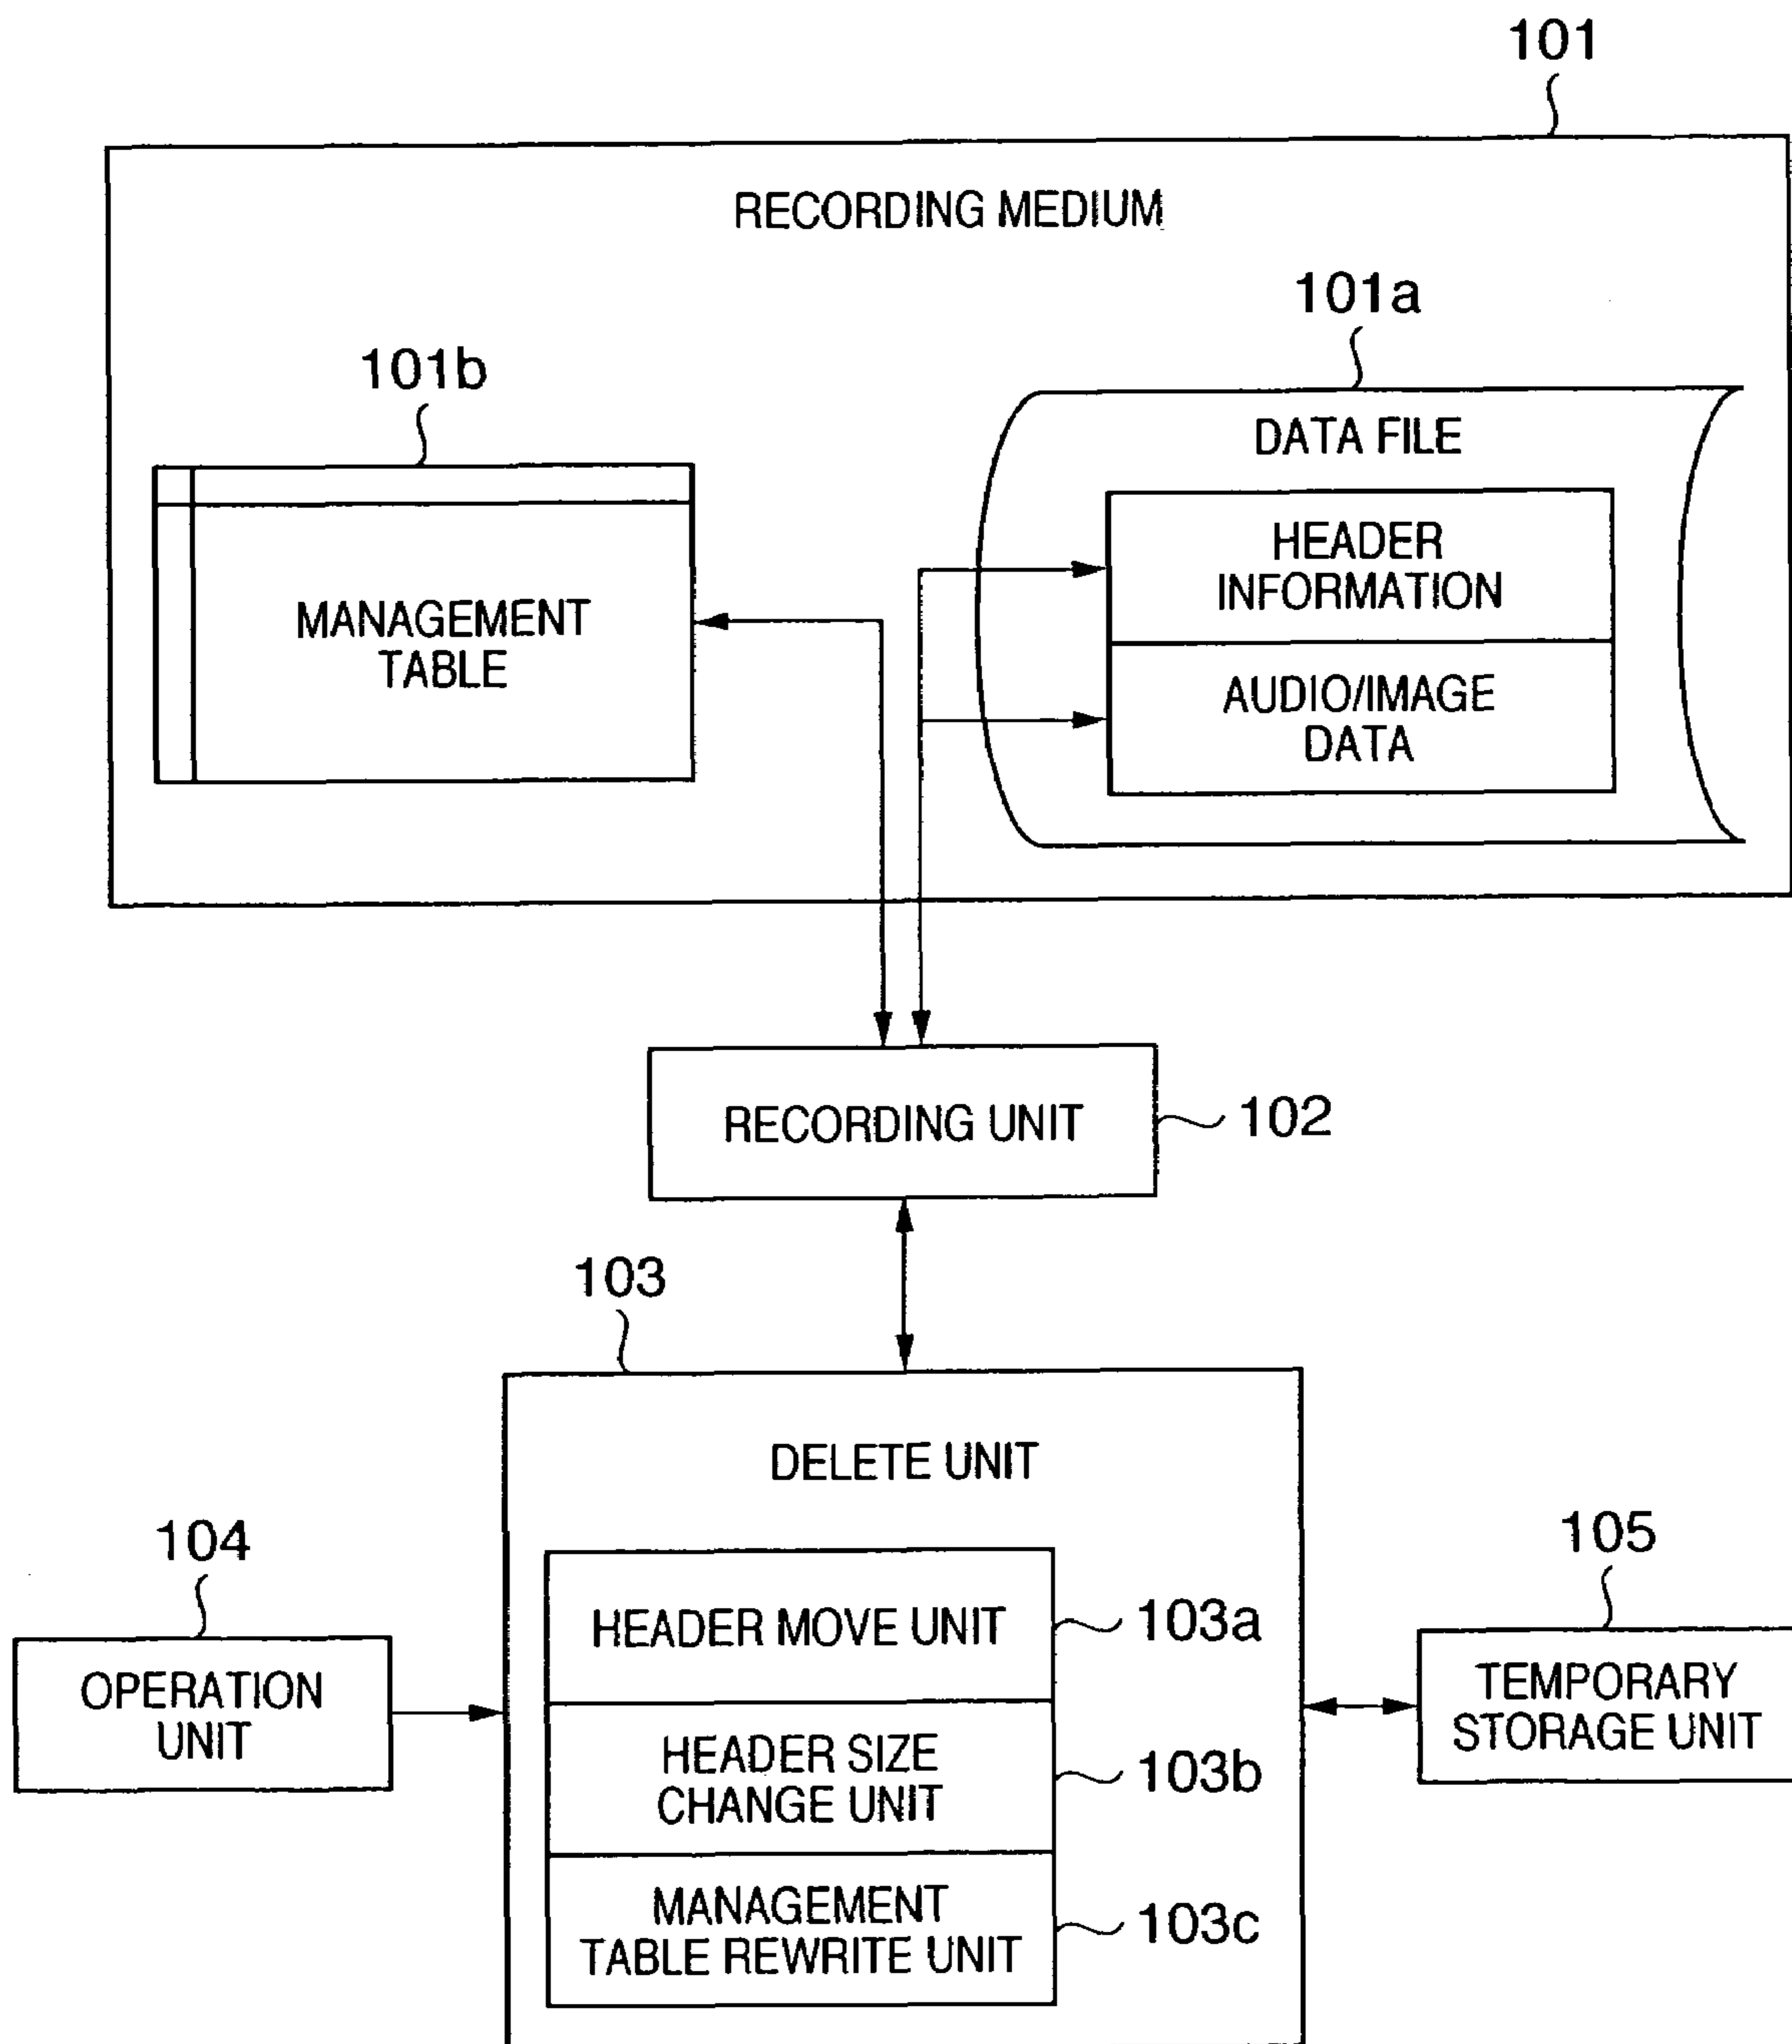 101
RECORDING MEDIUM
101a
101b
DATA FILE
HEADER
INFORMATION
MANAGEMENT
TABLE
AUDIO/IMAGE
DATA
RECORDING UNIT
102
103
DELETE UNIT
104
105
HEADER MOVE UNIT
103a
OPERATION
UNIT
TEMPORARY
STORAGE UNIT
HEADER SIZE
CHANGE UNIT
103b
MANAGEMENT
TABLE REWRITE UNIT
103c